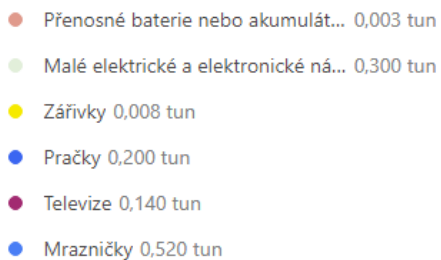 Přenosné baterie nebo akumulát... 0,003 tun
Malé elektrické a elektronické ná... 0,300 tun
Zářivky 0,008 tun
Pračky 0,200 tun
Televize 0,140 tun
Mrazničky 0,520 tun